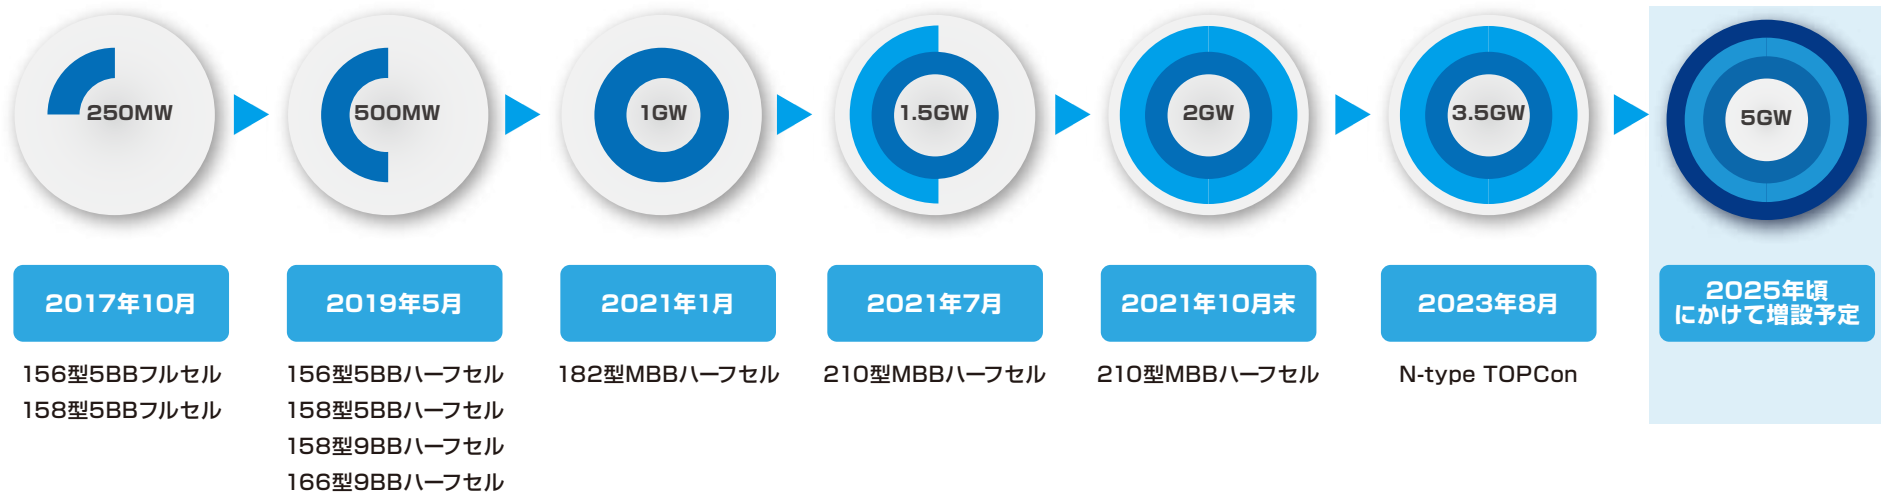 250MW
500MW
1GW
1.5GW
2GW
3.5GW
5GW
2017年10月
2019年5月
2021年1月
2021年7月
2021年10月末
2023年8月
2025年頃
にかけて増設予定
156型5BBフルセル
158型5BBフルセル
156型5BBハーフセル
158型5BBハーフセル
158型9BBハーフセル
166型9BBハーフセル
182型MBBハーフセル
210型MBBハーフセル
210型MBBハーフセル
N-type TOPCon